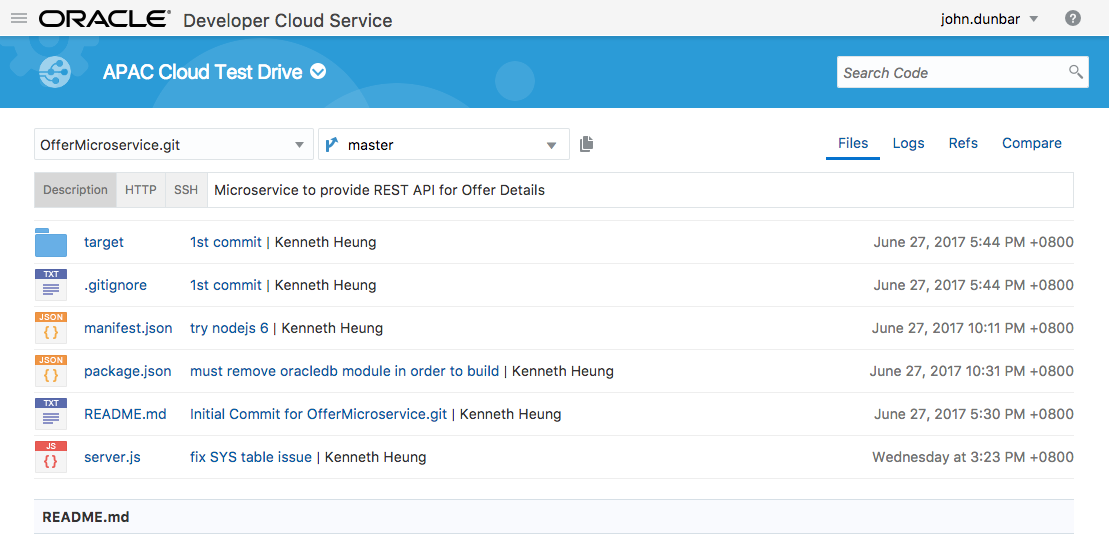 ORACLE Developer Cloud Service john.dunbar ?
APAC Cloud Test Drive Search Code
OfferMicroservice.git master Files Logs Refs Compare
Description HTTP SSH Microservice to provide REST API for Offer Details
target 1st commit | Kenneth Heung June 27, 2017 5:44 PM +0800
TXT .gitignore 1st commit | Kenneth Heung June 27, 2017 5:44 PM +0800
JSON { } manifest.json try nodejs 6 | Kenneth Heung June 27, 2017 10:11 PM +0800
JSON { } package.json must remove oracledb module in order to build | Kenneth Heung June 27, 2017 10:31 PM +0800
TXT README.md Initial Commit for OfferMicroservice.git | Kenneth Heung June 27, 2017 5:30 PM +0800
JS { } server.js fix SYS table issue | Kenneth Heung Wednesday at 3:23 PM +0800
README.md